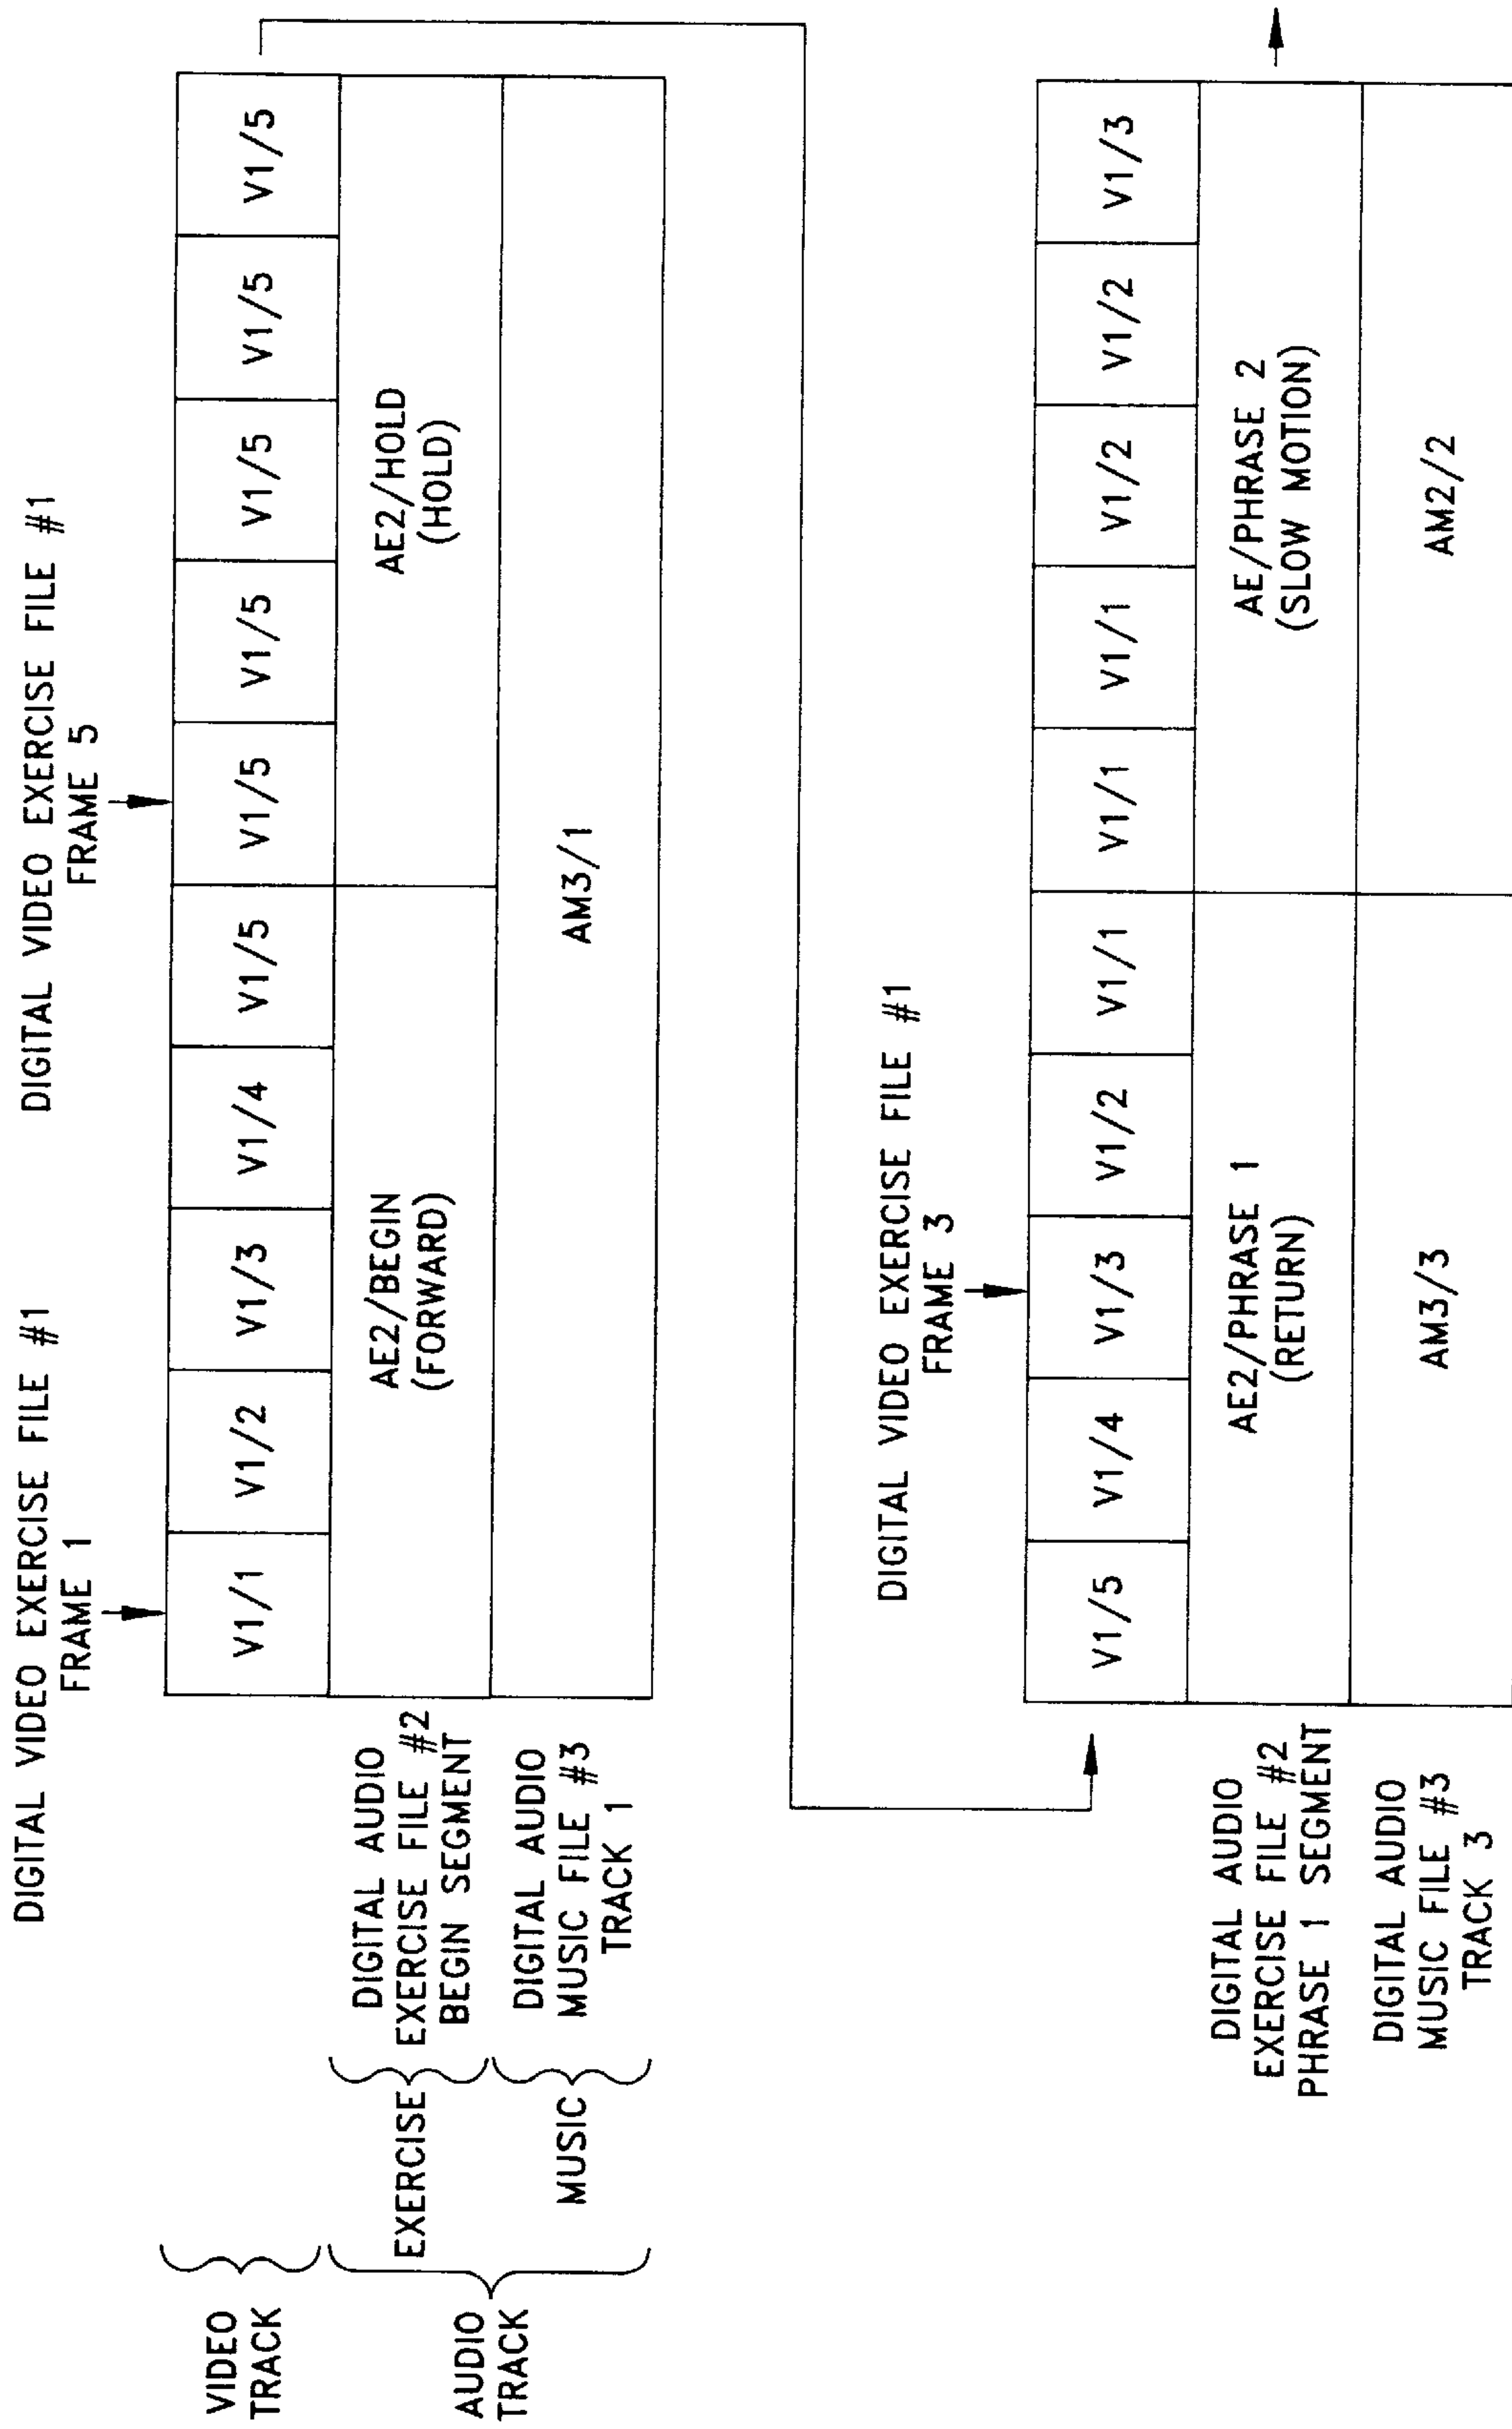 DIGITAL VIDEO EXERCISE FILE #1
FRAME 1
DIGITAL VIDEO EXERCISE FILE #1
FRAME 5
VIDEO
TRACK
V1/1 V1/2 V1/3 V1/4 V1/5 V1/5 V1/5 V1/5 V1/5 V1/5
AUDIO
TRACK
EXERCISE
DIGITAL AUDIO
EXERCISE FILE #2
BEGIN SEGMENT
AE2/BEGIN
(FORWARD)
AE2/HOLD
(HOLD)
MUSIC
DIGITAL AUDIO
MUSIC FILE #3
TRACK 1
AM3/1
DIGITAL VIDEO EXERCISE FILE #1
FRAME 3
V1/5 V1/4 V1/3 V1/2 V1/1 V1/1 V1/1 V1/2 V1/2 V1/3
DIGITAL AUDIO
EXERCISE FILE #2
PHRASE 1 SEGMENT
AE2/PHRASE 1
(RETURN)
AE/PHRASE 2
(SLOW MOTION)
DIGITAL AUDIO
MUSIC FILE #3
TRACK 3
AM3/3
AM2/2